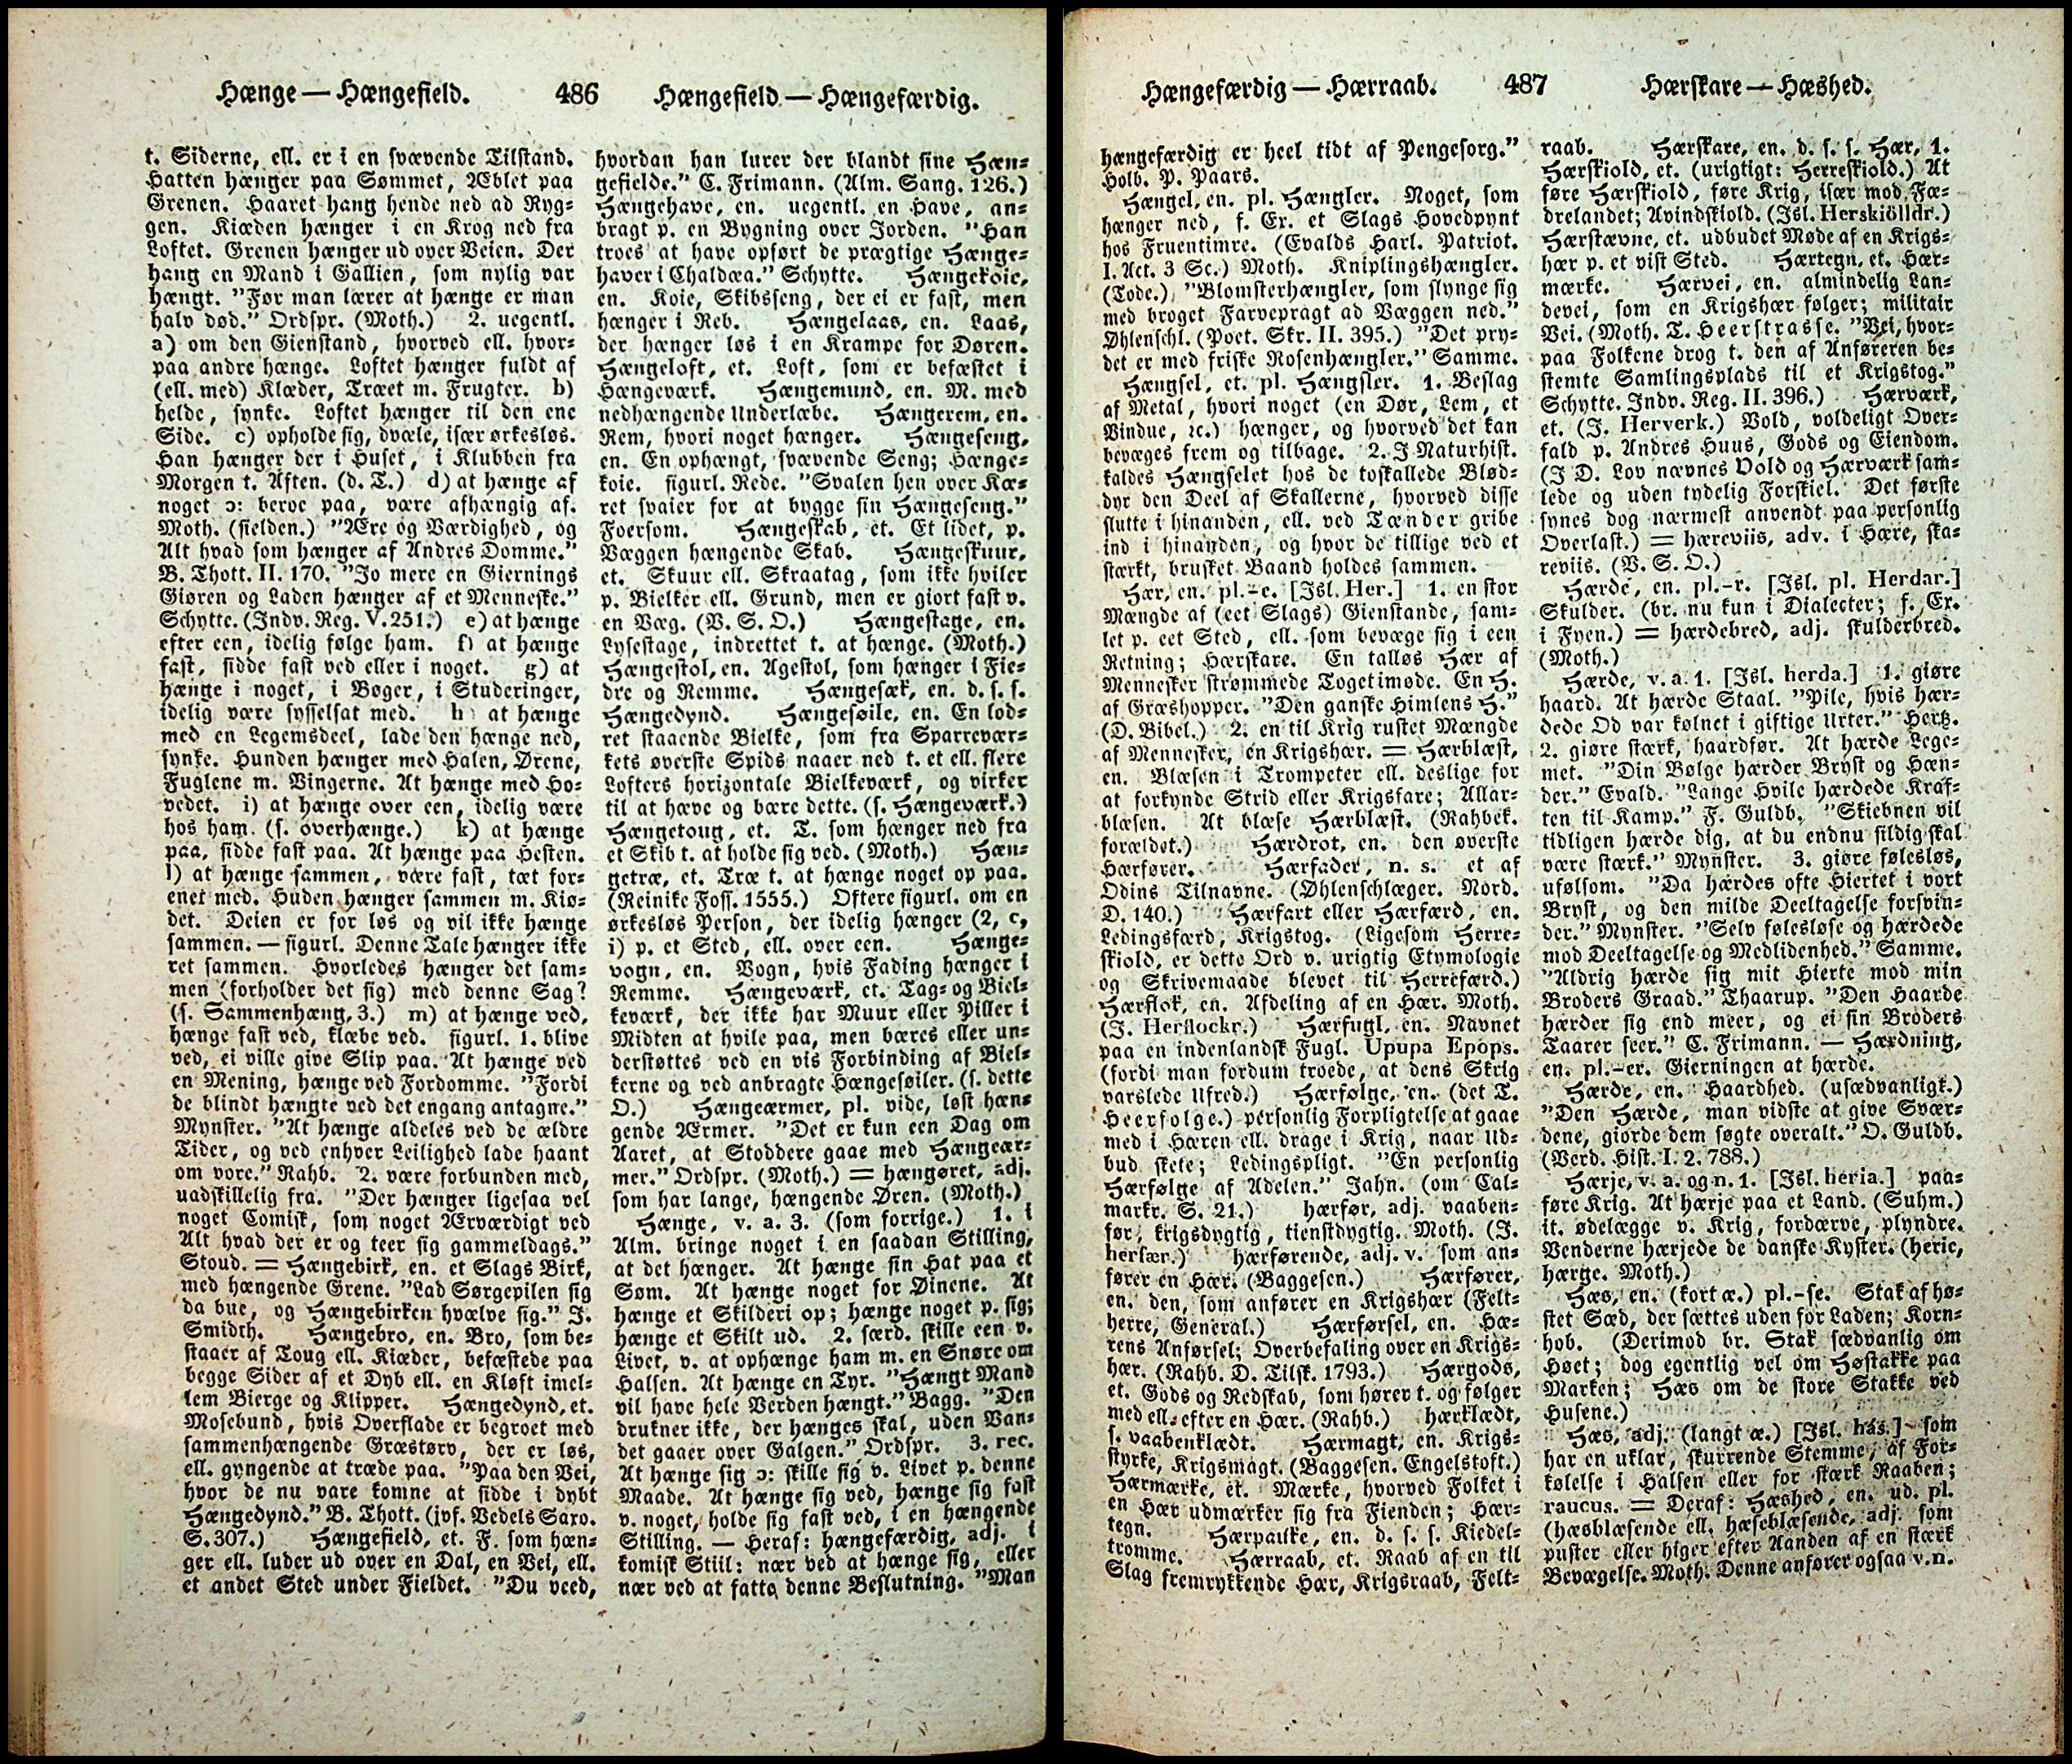 Hænge — Hængefield.
486
Hængefield — Hængefærdig.
t. Siderne, ell. er i en svævende Tilstand.
Hatten hænger paa Sømmet, Æblet paa
Grenen. Haaret hang hende ned ad Ryg-
gen. Kiæden hænger i en Krog ned fra
Loftet. Grenen hænger ud over Veien. Der
hang en Mand i Gallien, som nylig var
hængt. "Før man lærer at hænge er man
halv død." Ordspr. (Moth.) 2. uegentl.
a) om den Gienstand, hvorved ell. hvor-
paa andre hænge. Loftet hænger fuldt af
(ell. med) Klæder, Træet m. Frugter. b)
helde, synke. Loftet hænger til den ene
Side. c) opholde sig, dvæle, især ørkesløs.
Han hænger der i Huset, i Klubben fra
Morgen t. Aften. (d. T.) d) at hænge af
noget ɔ: beroe paa, være afhængig af.
Moth. (sielden.) "Ære og Værdighed, og
Alt hvad som hænger af Andres Domme."
B. Thott. II. 170. "Jo mere en Giernings
Giøren og Laden hænger af et Menneske."
Schytte. (Indv. Reg. V. 251.) e) at hænge
efter een, idelig følge ham. f) at hænge
fast, sidde fast ved eller i noget. g) at
hænge i noget, i Bøger, i Studeringer,
idelig være sysselsat med. h) at hænge
med en Legemsdeel, lade den hænge ned,
synke. Hunden hænger med Halen, Ørene,
Fuglene m. Vingerne. At hænge med Ho-
vedet. i) at hænge over een, idelig være
hos ham. (s. overhænge.) k) at hænge
paa, sidde fast paa. At hænge paa Hesten.
l) at hænge sammen, være fast, tæt for-
enet med. Huden hænger sammen m. Kiø-
det. Deien er for løs og vil ikke hænge
sammen. — figurl. Denne Tale hænger ikke
ret sammen. Hvorledes hænger det sam-
men (forholder det sig) med denne Sag?
(s. Sammenhæng, 3.) m) at hænge ved,
hænge fast ved, klæbe ved. figurl. 1. blive
ved, ei ville give Slip paa. At hænge ved
en Mening, hænge ved Fordomme. "Fordi
de blindt hængte ved det engang antagne."
Mynster. "At hænge aldeles ved de ældre
Tider, og ved enhver Leilighed lade haant
om vore." Rahb. 2. være forbunden med,
uadskillelig fra. "Der hænger ligesaa vel
noget Comisk, som noget Ærværdigt ved
Alt hvad der er og teer sig gammeldags."
Stoud. = Hængebirk, en. et Slags Birk,
med hængende Grene. "Lad Sørgepilen sig
da bue, og Hængebirken hvælve sig." J.
Smidth. Hængebro, en. Bro, som be-
staaer af Toug ell. Kiæder, befæstede paa
begge Sider af et Dyb ell. en Kløft imel-
lem Bierge og Klipper. Hængedynd, et.
Mosebund, hvis Overflade er begroet med
sammenhængende Græstørv, der er løs,
ell. gyngende at træde paa. "Paa den Vei,
hvor de nu vare komne at sidde i dybt
Hængedynd." B. Thott. (jvf. Vedels Saxo.
S. 307.) Hængefield, et. F. som hæn-
ger ell. luder ud over en Dal, en Vei, ell.
et andet Sted under Fieldet. "Du veed,
hvordan han lurer der blandt sine Hæn-
gefielde." C. Frimann. (Alm. Sang. 126.)
Hængehave, en. uegentl. en Have, an-
bragt p. en Bygning over Jorden. "Han
troes at have opført de prægtige Hænge-
haver i Chaldæa." Schytte. Hængekoie,
en. Koie, Skibsseng, der ei er fast, men
hænger i Reb. Hængelaas, en. Laas,
der hænger løs i en Krampe for Døren.
Hængeloft, et. Loft, som er befæstet i
Hængeværk. Hængemund, en. M. med
nedhængende Underlæbe. Hængerem, en.
Rem, hvori noget hænger. Hængeseng,
en. En ophængt, svævende Seng; Hænge-
koie. figurl. Rede. "Svalen hen over Kæ-
ret svaier for at bygge sin Hængeseng."
Foersom. Hængeskab, et. Et lidet, p.
Væggen hængende Skab. Hængeskuur,
et. Skuur ell. Skraatag, som ikke hviler
p. Bielker ell. Grund, men er giort fast v.
en Væg. (V. S. O.) Hængestage, en.
Lysestage, indrettet t. at hænge. (Moth.)
Hængestol, en. Agestol, som hænger i Fie-
dre og Remme. Hængesæk, en. d. s. s.
Hængedynd. Hængesøile, en. En lod-
ret staaende Bielke, som fra Sparrevær-
kets øverste Spids naaer ned t. et ell. flere
Lofters horizontale Bielkeværk, og virker
til at hæve og bære dette. (s. Hængeværk.)
Hængetoug, et. T. som hænger ned fra
et Skib t. at holde sig ved. (Moth.) Hæn-
getræ, et. Træ t. at hænge noget op paa.
(Reinike Foss. 1555.) Oftere figurl. om en
ørkesløs Person, der idelig hænger (2, c,
i) p. et Sted, ell. over een. Hænge-
vogn, en. Vogn, hvis Fading hænger i
Remme. Hængeværk, et. Tag- og Biel-
keværk, der ikke har Muur eller Piller i
Midten at hvile paa, men bæres eller un-
derstøttes ved en vis Forbinding af Biel-
kerne og ved anbragte Hængesøiler. (s. dette
O.) Hængeærmer, pl. vide, løst hæn-
gende Ærmer. "Det er kun een Dag om
Aaret, at Stoddere gaae med Hængeær-
mer." Ordspr. (Moth.) = hængøret, adj.
som har lange, hængende Øren. (Moth.)
Hænge, v. a. 3. (som forrige.) 1. i
Alm. bringe noget i en saadan Stilling,
at det hænger. At hænge sin Hat paa et
Søm. At hænge noget for Øinene. At
hænge et Skilderi op; hænge noget p. sig;
hænge et Skilt ud. 2. særd. skille een v.
Livet, v. at ophænge ham m. en Snøre om
Halsen. At hænge en Tyv. "Hængt Mand
vil have hele Verden hængt." Bagg. "Den
drukner ikke, der hænges skal, uden Van-
det gaaer over Galgen." Ordspr. 3. rec.
At hænge sig ɔ: skille sig v. Livet p. denne
Maade. At hænge sig ved, hænge sig fast
v. noget, holde sig fast ved, i en hængende
Stilling. — Heraf: hængefærdig, adj. i
komisk Stiil: nær ved at hænge sig, eller
nær ved at fatte denne Beslutning. "Man
Hængefærdig — Hærraab.
487
Hærskare — Hæshed.
hængefærdig er heel tidt af Pengesorg."
Holb. P. Paars.
Hængel, en. pl. Hængler. Noget, som
hænger ned, f. Ex. et Slags Hovedpynt
hos Fruentimre. (Evalds Harl. Patriot.
I. Act. 3 Sc.) Moth. Kniplingshængler.
(Tode.) "Blomsterhængler, som slynge sig
med broget Farvepragt ad Væggen ned."
Øhlenschl. (Poet. Skr. II. 395.) "Det pry-
det er med friske Rosenhængler." Samme.
Hængsel, et. pl. Hængsler. 1. Beslag
af Metal, hvori noget (en Dør, Lem, et
Vindue, ꝛc.) hænger, og hvorved det kan
bevæges frem og tilbage. 2. J Naturhist.
kaldes Hængselet hos de toskallede Blød-
dyr den Deel af Skallerne, hvorved disse
slutte i hinanden, ell. ved Tænder gribe
ind i hinanden, og hvor de tillige ved et
stærkt, brusket Baand holdes sammen.
Hær, en. pl.-e. [Isl. Her.] 1. en stor
Mængde af (eet Slags) Gienstande, sam-
let p. eet Sted, ell. som bevæge sig i een
Retning; Hærskare. En talløs Hær af
Mennesker strømmede Toget imøde. En H.
af Græshopper. "Den ganske Himlens H."
(D. Bibel.) 2. en til Krig rustet Mængde
af Mennesker, en Krigshær. = Hærblæst,
en. Blæsen i Trompeter ell. deslige for
at forkynde Strid eller Krigsfare; Allar-
blæsen. At blæse Hærblæst. (Rahbek.
forældet.) Hærdrot, en. den øverste
Hærfører. Hærfader, n. s. et af
Odins Tilnavne. (Øhlenschlæger. Nord.
D. 140.) Hærfart eller Hærfærd, en.
Ledingsfærd, Krigstog. (Ligesom Herre-
skiold, er dette Ord v. urigtig Etymologie
og Skrivemaade blevet til Herrefærd.)
Hærflok, en. Afdeling af en Hær. Moth.
(J. Herflockr.) Hærfugl, en. Navnet
paa en indenlandsk Fugl. Upupa Epops.
(fordi man fordum troede, at dens Skrig
varslede Ufred.) Hærfølge, en. (det T.
Heerfolge.) personlig Forpligtelse at gaae
med i Hæren ell. drage i Krig, naar Ud-
bud skete; Ledingspligt. "En personlig
Hærfølge af Adelen." Jahn. (om Cal-
markr. S. 21.) hærfør, adj. vaaben-
før, krigsdygtig, tienstdygtig. Moth. (J.
herfær.) hærførende, adj. v. som an-
fører en Hær. (Baggesen.) Hærfører,
en. den, som anfører en Krigshær (Felt-
herre, General.) Hærførsel, en. Hæ-
rens Anførsel; Overbefaling over en Krigs-
hær. (Rahb. D. Tilsk. 1793.) Hærgods,
et. Gods og Redskab, som hører t. og følger
med ell. efter en Hær. (Rahb.) hærklædt,
s. vaabenklædt. Hærmagt, en. Krigs-
styrke, Krigsmagt. (Baggesen. Engelstoft.)
Hærmærke, et. Mærke, hvorved Folket i
en Hær udmærker sig fra Fienden; Hær-
tegn. Hærpauke, en. d. s. s. Kiedel-
tromme. Hærraab, et. Raab af en til
Slag fremrykkende Hær, Krigsraab, Felt-
raab. Hærskare, en. d. s. s. Hær, 1.
Hærskiold, et. (urigtigt: Herreskiold.) At
føre Hærskiold, føre Krig, især mod Fæ-
drelandet; Avindskiold. (Isl. Herskiölldr.)
Hærstævne, et. udbudet Møde af en Krigs-
hær p. et vist Sted. Hærtegn, et. Hær-
mærke. Hærvei, en. almindelig Lan-
devei, som en Krigshær følger; militair
Vei. (Moth. T. Heerstrasse. "Vei, hvor-
paa Folkene drog t. den af Anføreren be-
stemte Samlingsplads til et Krigstog."
Schytte. Indv. Reg. II. 396.) Hærværk,
et. (J. Herverk.) Vold, voldeligt Over-
fald p. Andres Huus, Gods og Eiendom.
(J D. Lov nævnes Vold og Hærværk sam-
lede og uden tydelig Forskiel. Det første
synes dog nærmest anvendt paa personlig
Overlast.) = hæreviis, adv. i Hære, ska-
reviis. (V. S. O.)
Hærde, en. pl.-r. [Isl. pl. Herdar.]
Skulder. (br. nu kun i Dialecter; f. Ex.
i Fyen.) = hærdebred, adj. skulderbred.
(Moth.)
Hærde, v. a. 1. [Isl. herda.] 1. giøre
haard. At hærde Staal. "Pile, hvis hær-
dede Od var kølnet i giftige Urter." Hertz.
2. giøre stærk, haardfør. At hærde Lege-
met. "Din Bølge hærder Bryst og Hæn-
der." Evald. "Lange Hvile hærdede Kræf-
ten til Kamp." F. Guldb. "Skiebnen vil
tidligen hærde dig, at du endnu sildig skal
være stærk." Mynster. 3. giøre følesløs,
ufølsom. "Da hærdes ofte Hiertet i vort
Bryst, og den milde Deeltagelse forsvin-
der." Mynster. "Selv følesløse og hærdede
mod Deeltagelse og Medlidenhed." Samme.
"Aldrig hærde sig mit Hierte mod min
Broders Graad." Thaarup. "Den Haarde
hærder sig end meer, og ei sin Broders
Taarer seer." C. Frimann. — Hærdning,
en. pl.-er. Gierningen at hærde.
Hærde, en. Haardhed. (usædvanligt.)
"Den Hærde, man vidste at give Svær-
dene, giorde dem søgte overalt." O. Guldb.
(Verd. Hist. I. 2. 788.)
Hærje, v. a. og n. 1. [Isl. heria.] paa-
føre Krig. At hærje paa et Land. (Suhm.)
it. ødelægge v. Krig, fordærve, plyndre.
Venderne hærjede de danske Kyster. (herie,
hærge. Moth.)
Hæs, en. (kort æ.) pl.-se. Stak af hø-
stet Sæd, der sættes uden for Laden; Korn-
hob. (Derimod br. Stak sædvanlig om
Høet; dog egentlig vel om Høstakke paa
Marken; Hæs om de store Stakke ved
Husene.)
Hæs, adj. (langt æ.) [Isl. hás.] som
har en uklar, skurrende Stemme, af For-
kølelse i Halsen eller for stærk Raaben;
raucus. = Deraf: Hæshed, en. ud. pl.
(hæsblæsende ell. hæseblæsende, adj. som
puster eller higer efter Aanden af en stærk
Bevægelse. Moth. Denne anfører ogsaa v. n.